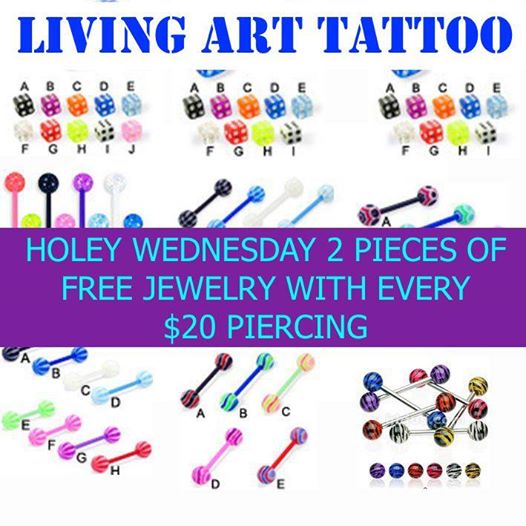 LIVING ART TATTOO
A B C D E
A B C D E
A B C D E
F G H I J
F G H I
F G H I
A
HOLEY WEDNESDAY 2 PIECES OF
FREE JEWELRY WITH EVERY
$20 PIERCING
A
B
C
D
E
F
G
H
A
B
C
D
E